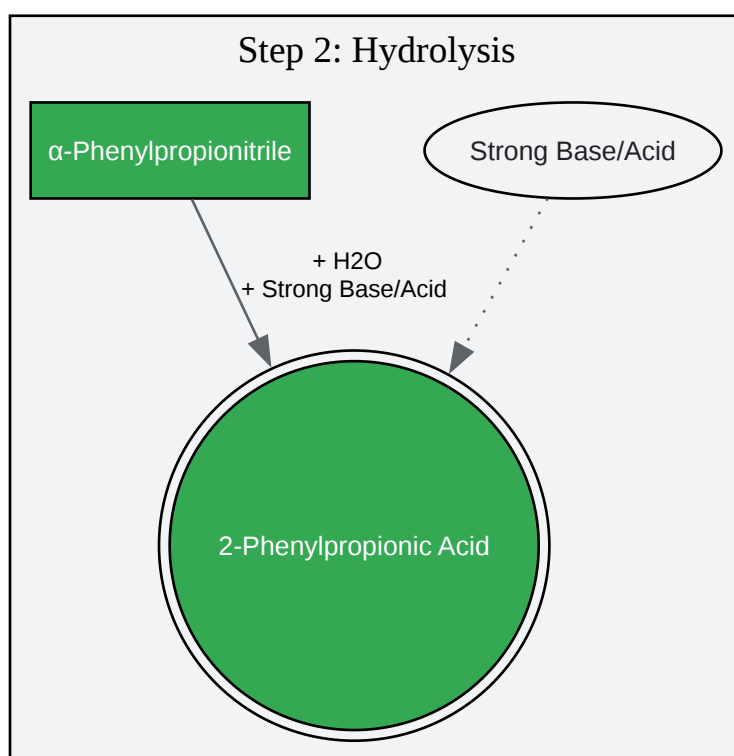 Step 2: Hydrolysis
α-Phenylpropionitrile
Strong Base/Acid
+ H2O
+ Strong Base/Acid
2-Phenylpropionic Acid